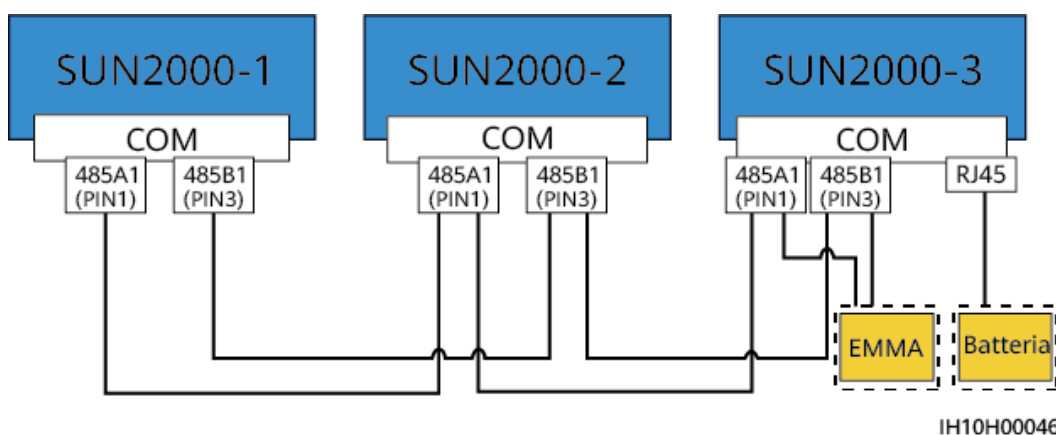 SUN2000-1 SUN2000-2 SUN2000-3
COM COM COM
485A1 485B1 485A1 485B1 485A1 485B1 RJ45
(PIN1) (PIN3) (PIN1) (PIN3) (PIN1) (PIN3)
EMMA Batteria
IH10H00046